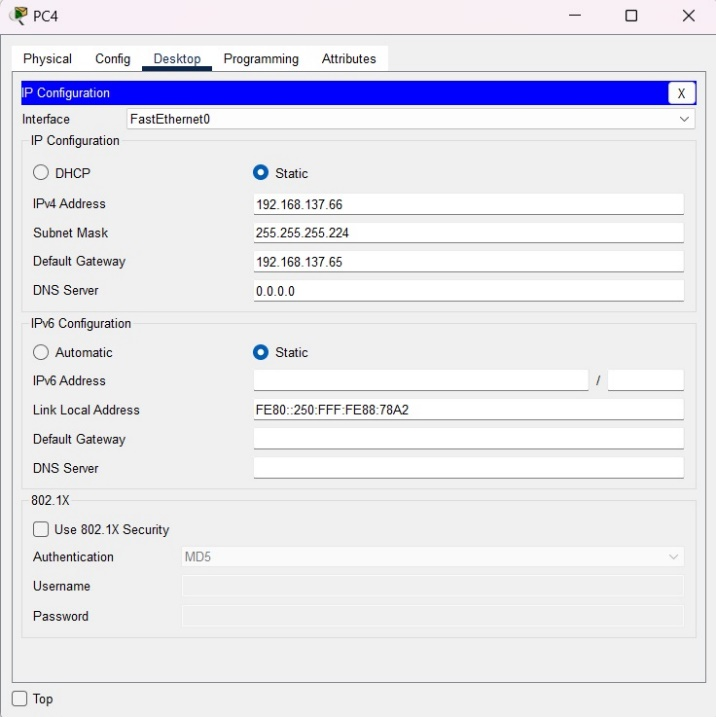 PC4
Physical Config Desktop Programming Attributes
IP Configuration X
Interface FastEthernet0
IP Configuration
DHCP Static
IPv4 Address 192.168.137.66
Subnet Mask 255.255.255.224
Default Gateway 192.168.137.65
DNS Server 0.0.0.0
IPv6 Configuration
Automatic Static
IPv6 Address /
Link Local Address FE80::250:FFF:FE88:78A2
Default Gateway
DNS Server
802.1X
Use 802.1X Security
Authentication MD5
Username
Password
Top